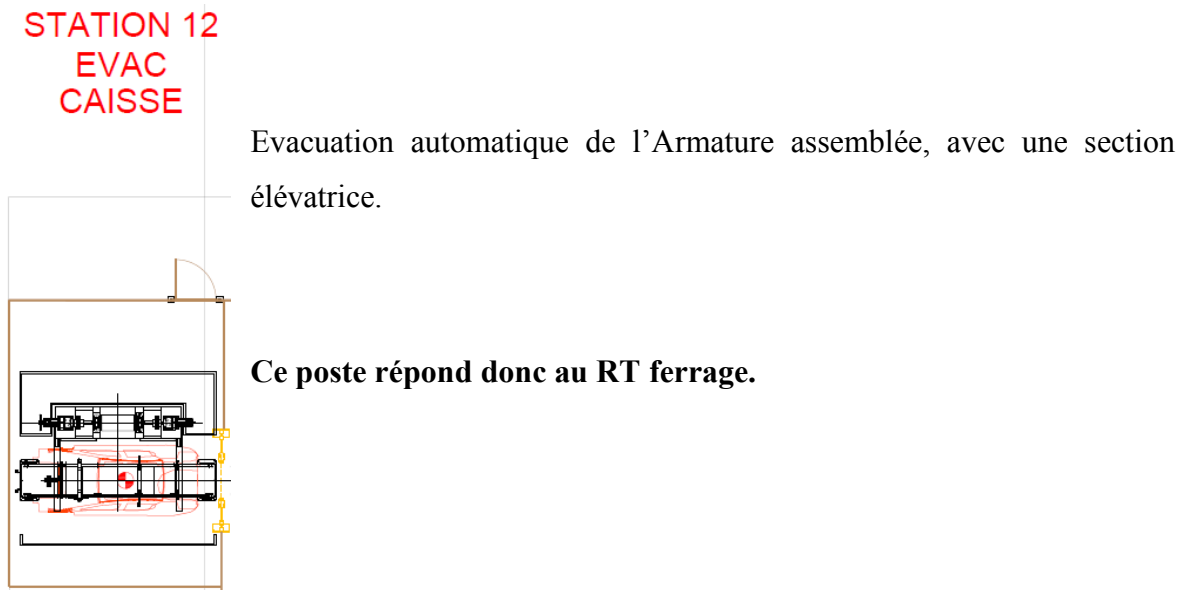 STATION 12
EVAC
CAISSE
Evacuation automatique de l’Armature assemblée, avec une section
élévatrice.
Ce poste répond donc au RT ferrage.